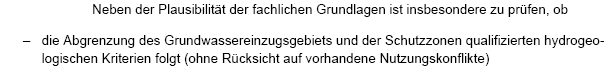 Neben der Plausibilität der fachlichen Grundlagen ist insbesondere zu prüfen, ob
– die Abgrenzung des Grundwassereinzugsgebiets und der Schutzzonen qualifizierten hydrogeo-
logischen Kriterien folgt (ohne Rücksicht auf vorhandene Nutzungskonflikte)